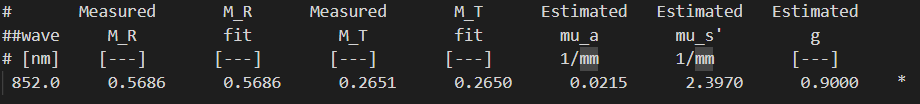 #        Measured      M_R       Measured      M_T       Estimated   Estimated   Estimated
##wave     M_R         fit         M_T         fit         mu_a        mu_s'         g
# [nm]    [---]       [---]       [---]       [---]        1/mm        1/mm        [---]
852.0     0.5686      0.5686      0.2651      0.2650      0.0215      2.3970      0.9000    *